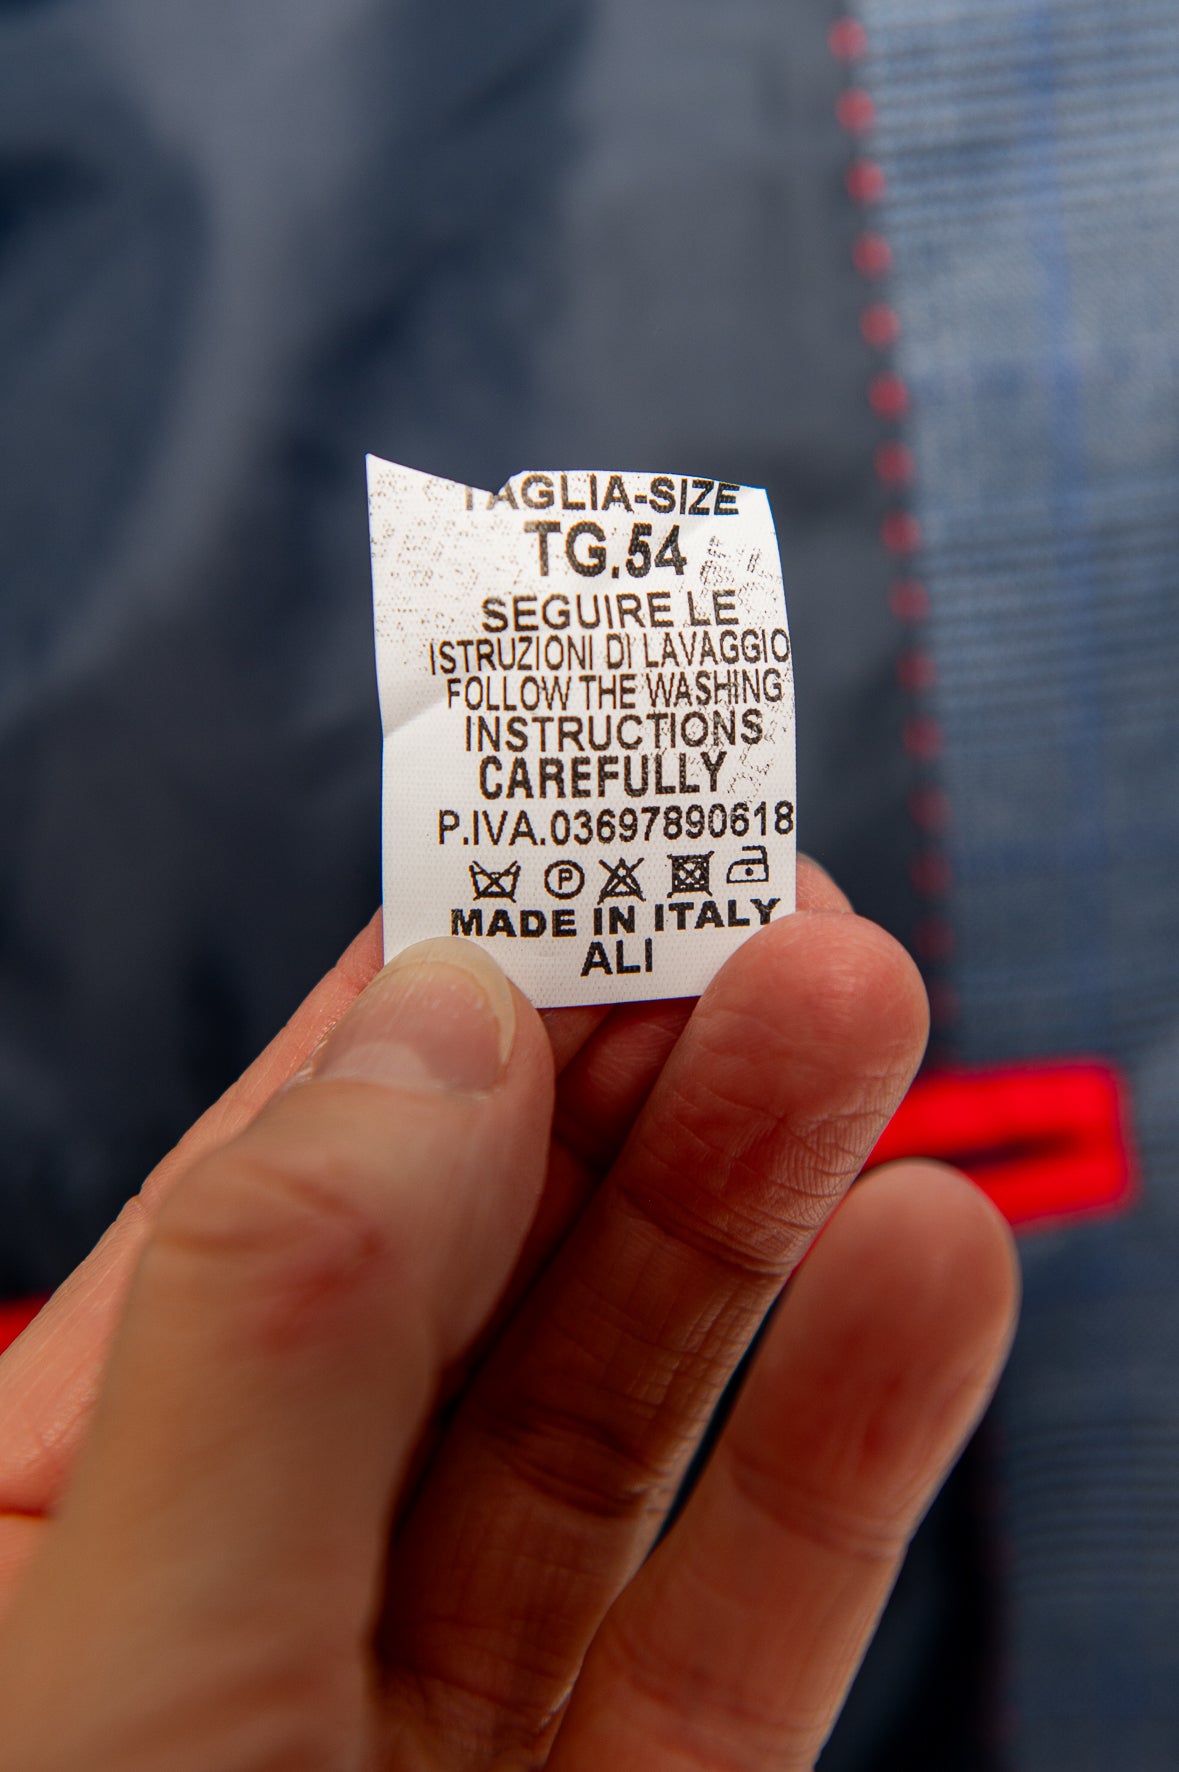 TAGLIA-SIZE
TG.54
SEGUIRE LE
ISTRUZIONI DI LAVAGGIO
FOLLOW THE WASHING
INSTRUCTIONS
CAREFULLY
P.IVA.03697890618
P
MADE IN ITALY
ALI